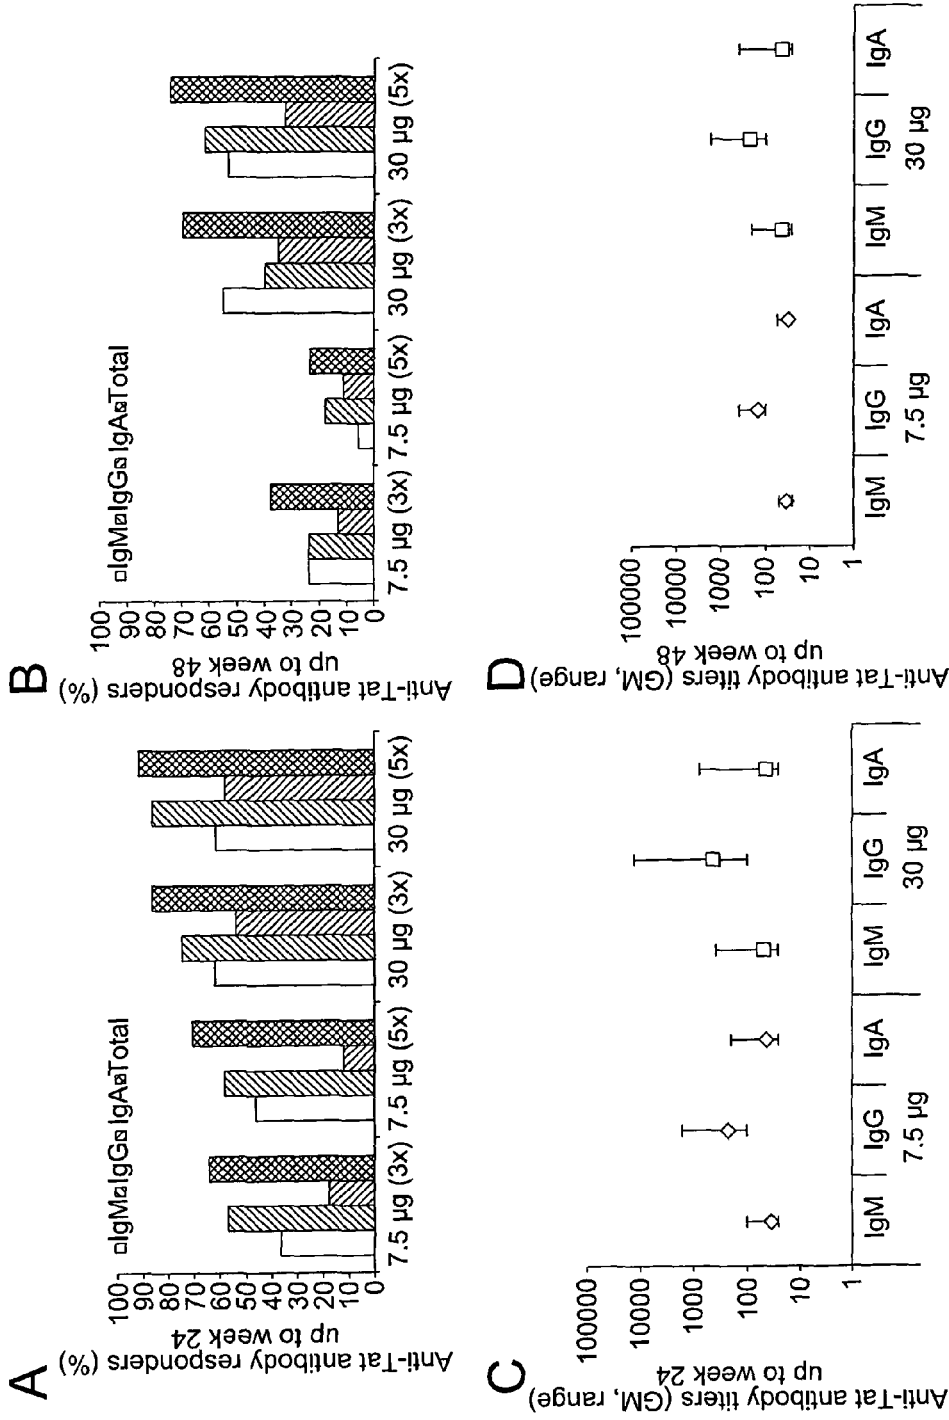 A
Anti-Tat antibody responders (%)
up to week 24
100
90
80
70
60
50
40
30
20
10
0
IgM IgG IgA Total
7.5 µg (3x) 7.5 µg (5x) 30 µg (3x) 30 µg (5x)
B
Anti-Tat antibody responders (%)
up to week 48
100
90
80
70
60
50
40
30
20
10
0
IgM IgG IgA Total
7.5 µg (3x) 7.5 µg (5x) 30 µg (3x) 30 µg (5x)
C
Anti-Tat antibody titers (GM, range)
up to week 24
100000
10000
1000
100
10
1
IgM IgG IgA IgM IgG IgA
7.5 µg 30 µg
D
Anti-Tat-antibody titers (GM, range)
up to week 48
100000
10000
1000
100
10
1
IgM IgG IgA IgM IgG IgA
7.5 µg 30 µg